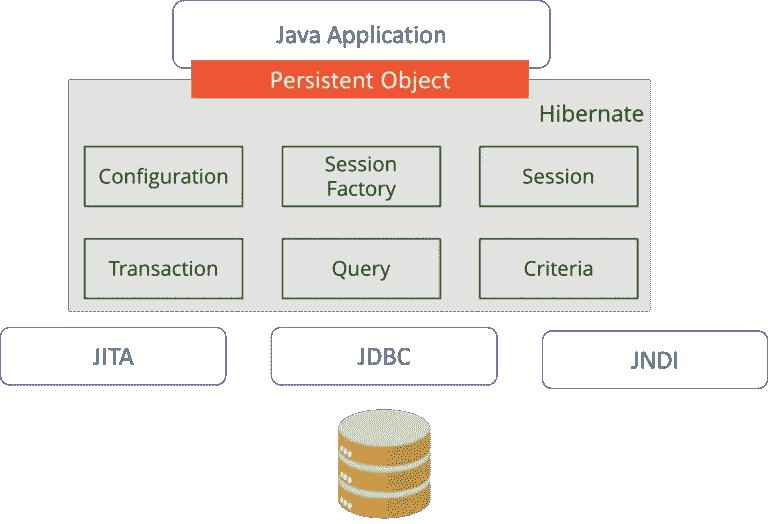 Java Application
Persistent Object
Hibernate
Configuration
Session
Factory
Session
Transaction
Query
Criteria
JITA
JDBC
JNDI